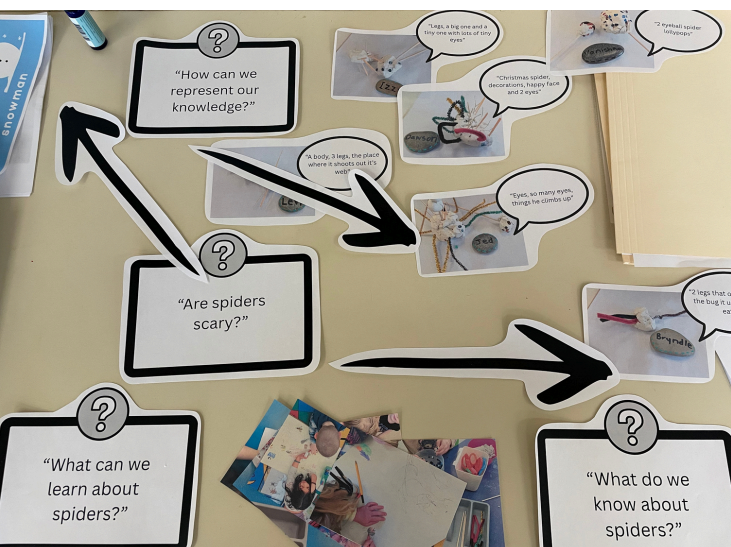 snowman
“How can we
represent our
knowledge?”
"Legs, a big one and a
tiny one with lots of tiny
eyes"
Izz
"2 eyeball spider
lollypops"
"Christmas spider,
decorations, happy face
and 2 eyes"
"A body, 3 legs, the place
where it shoots out it's
web"
Lev
"Eyes, so many eyes,
things he climbs up"
Jed
“Are spiders
scary?”
"2 legs that
the bug it
Bryndle
“What can we
learn about
spiders?”
“What do we
know about
spiders?”